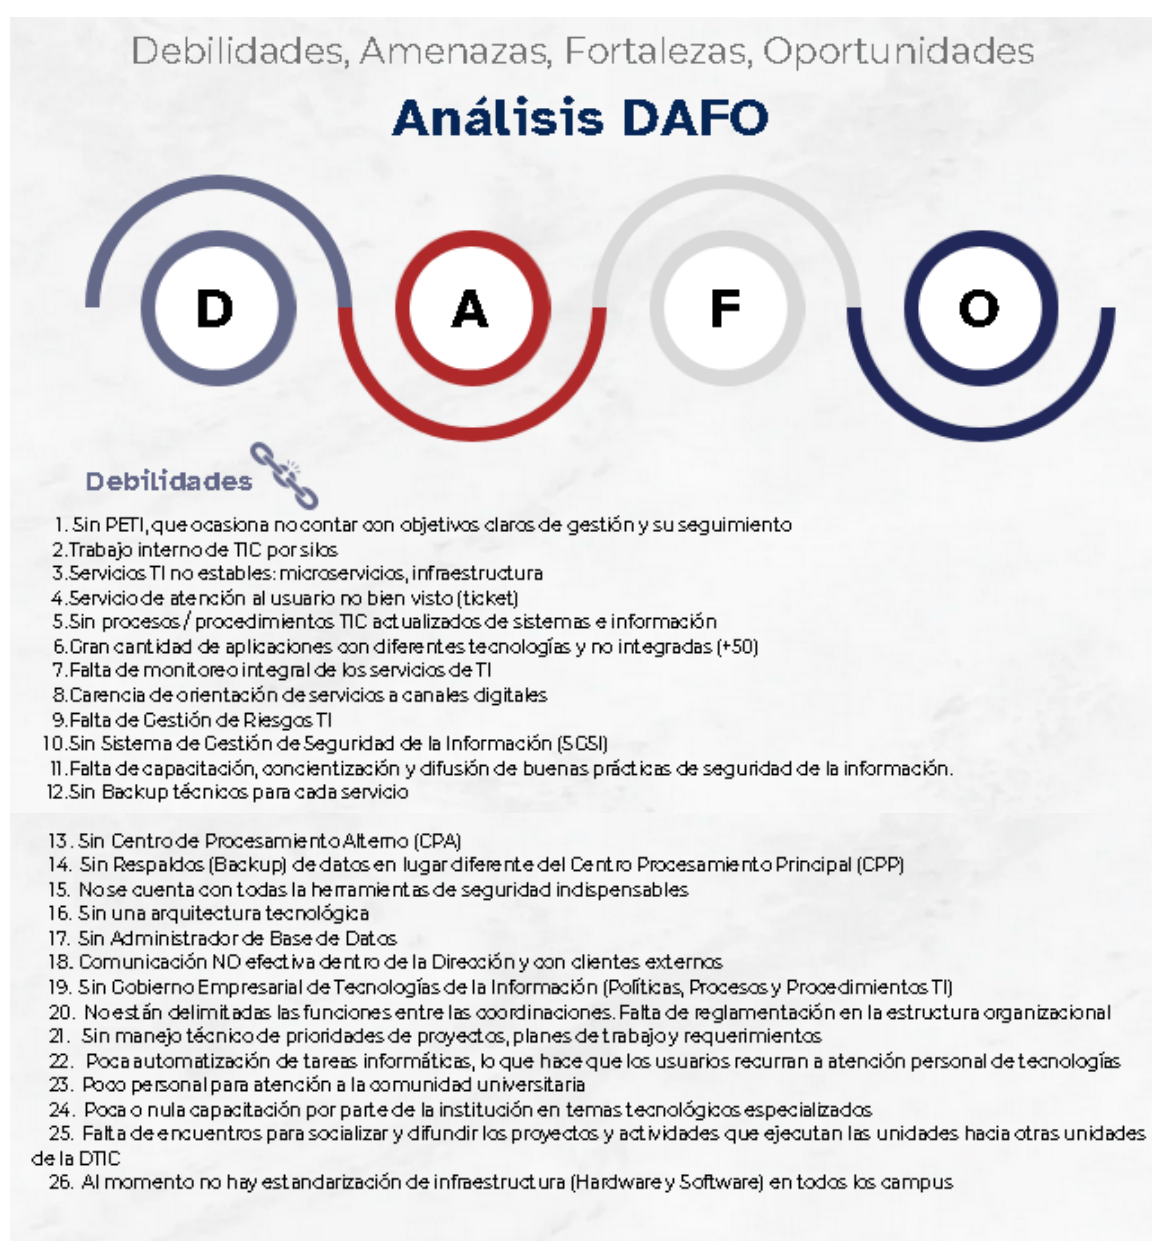 Debilidades, Amenazas, Fortalezas, Oportunidades
Análisis DAFO
D A F O
Debilidades
1. Sin PETI, que ocasiona no contar con objetivos claros de gestión y su seguimiento
2.Trabajo interno de TIC por silos
3.Servicios TI no estables: microservicios, infraestructura
4.Servicio de atención al usuario no bien visto (ticket)
5.Sin procesos / procedimientos TIC actualizados de sistemas e información
6.Gran cantidad de aplicaciones con diferentes tecnologías y no integradas (+50)
7.Falta de monitoreo integral de los servicios de TI
8.Carencia de orientación de servicios a canales digitales
9.Falta de Gestión de Riesgos TI
10.Sin Sistema de Gestión de Seguridad de la Información (SGSI)
11.Falta de capacitación, concientización y difusión de buenas prácticas de seguridad de la información.
12.Sin Backup técnicos para cada servicio
13. Sin Centro de Procesamiento Alterno (CPA)
14. Sin Respaldos (Backup) de datos en lugar diferente del Centro Procesamiento Principal (CPP)
15. No se cuenta con todas la herramientas de seguridad indispensables
16. Sin una arquitectura tecnológica
17. Sin Administrador de Base de Datos
18. Comunicación NO efectiva dentro de la Dirección y con clientes externos
19. Sin Gobierno Empresarial de Tecnologías de la Información (Políticas, Procesos y Procedimientos TI)
20. No están delimitadas las funciones entre las coordinaciones. Falta de reglamentación en la estructura organizacional
21. Sin manejo técnico de prioridades de proyectos, planes de trabajo y requerimientos
22. Poca automatización de tareas informáticas, lo que hace que los usuarios recurran a atención personal de tecnologías
23. Poco personal para atención a la comunidad universitaria
24. Poca o nula capacitación por parte de la institución en temas tecnológicos especializados
25. Falta de encuentros para socializar y difundir los proyectos y actividades que ejecutan las unidades hacia otras unidades
de la DTIC
26. Al momento no hay estandarización de infraestructura (Hardware y Software) en todos los campus